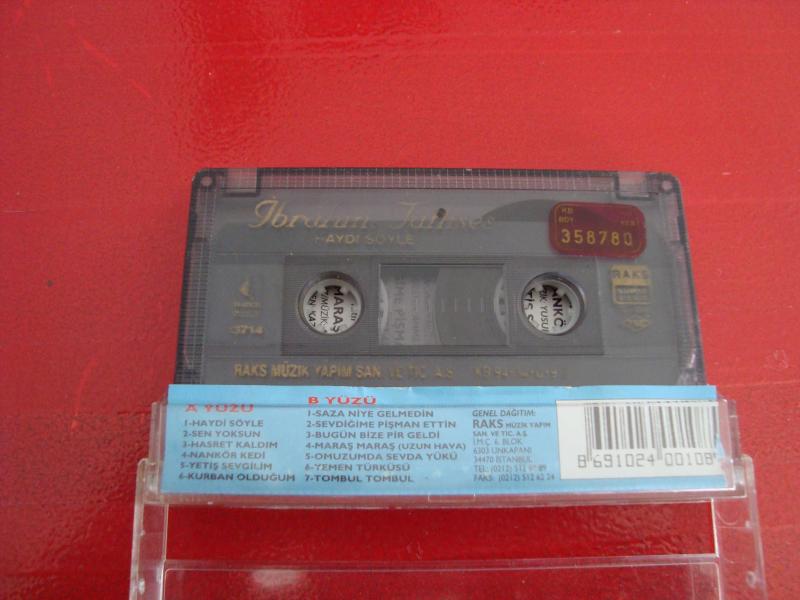 İbrahim Tatlıses
HAYDİ SÖYLE
KB
358780
RAKS
3714
MARAŞ
RAKS MÜZİK YAPIM SAN. VE TİC. A.Ş.
A YÜZÜ
1-HAYDİ SÖYLE
2-SEN YOKSUN
3-HASRET KALDIM
4-NANKÖR KEDİ
5-YETİŞ SEVGİLİM
6-KURBAN OLDUĞUM
B YÜZÜ
1-SAZA NİYE GELMEDİN
2-SEVDİĞİME PİŞMAN ETTİN
3-BUGÜN BİZE PİR GELDİ
4-MARAŞ MARAŞ (UZUN HAVA)
5-OMUZUMDA SEVDA YÜKÜ
6-YEMEN TÜRKÜSÜ
7-TOMBUL TOMBUL
GENEL DAĞITIM:
RAKS MÜZİK YAPIM
SAN. VE TİC. A.Ş.
İ.M.Ç. 6. BLOK
6303 UNKAPANI
34470 İSTANBUL
TEL: (0212) 512 89
FAKS: (0212) 512 62 24
8 691024 00108